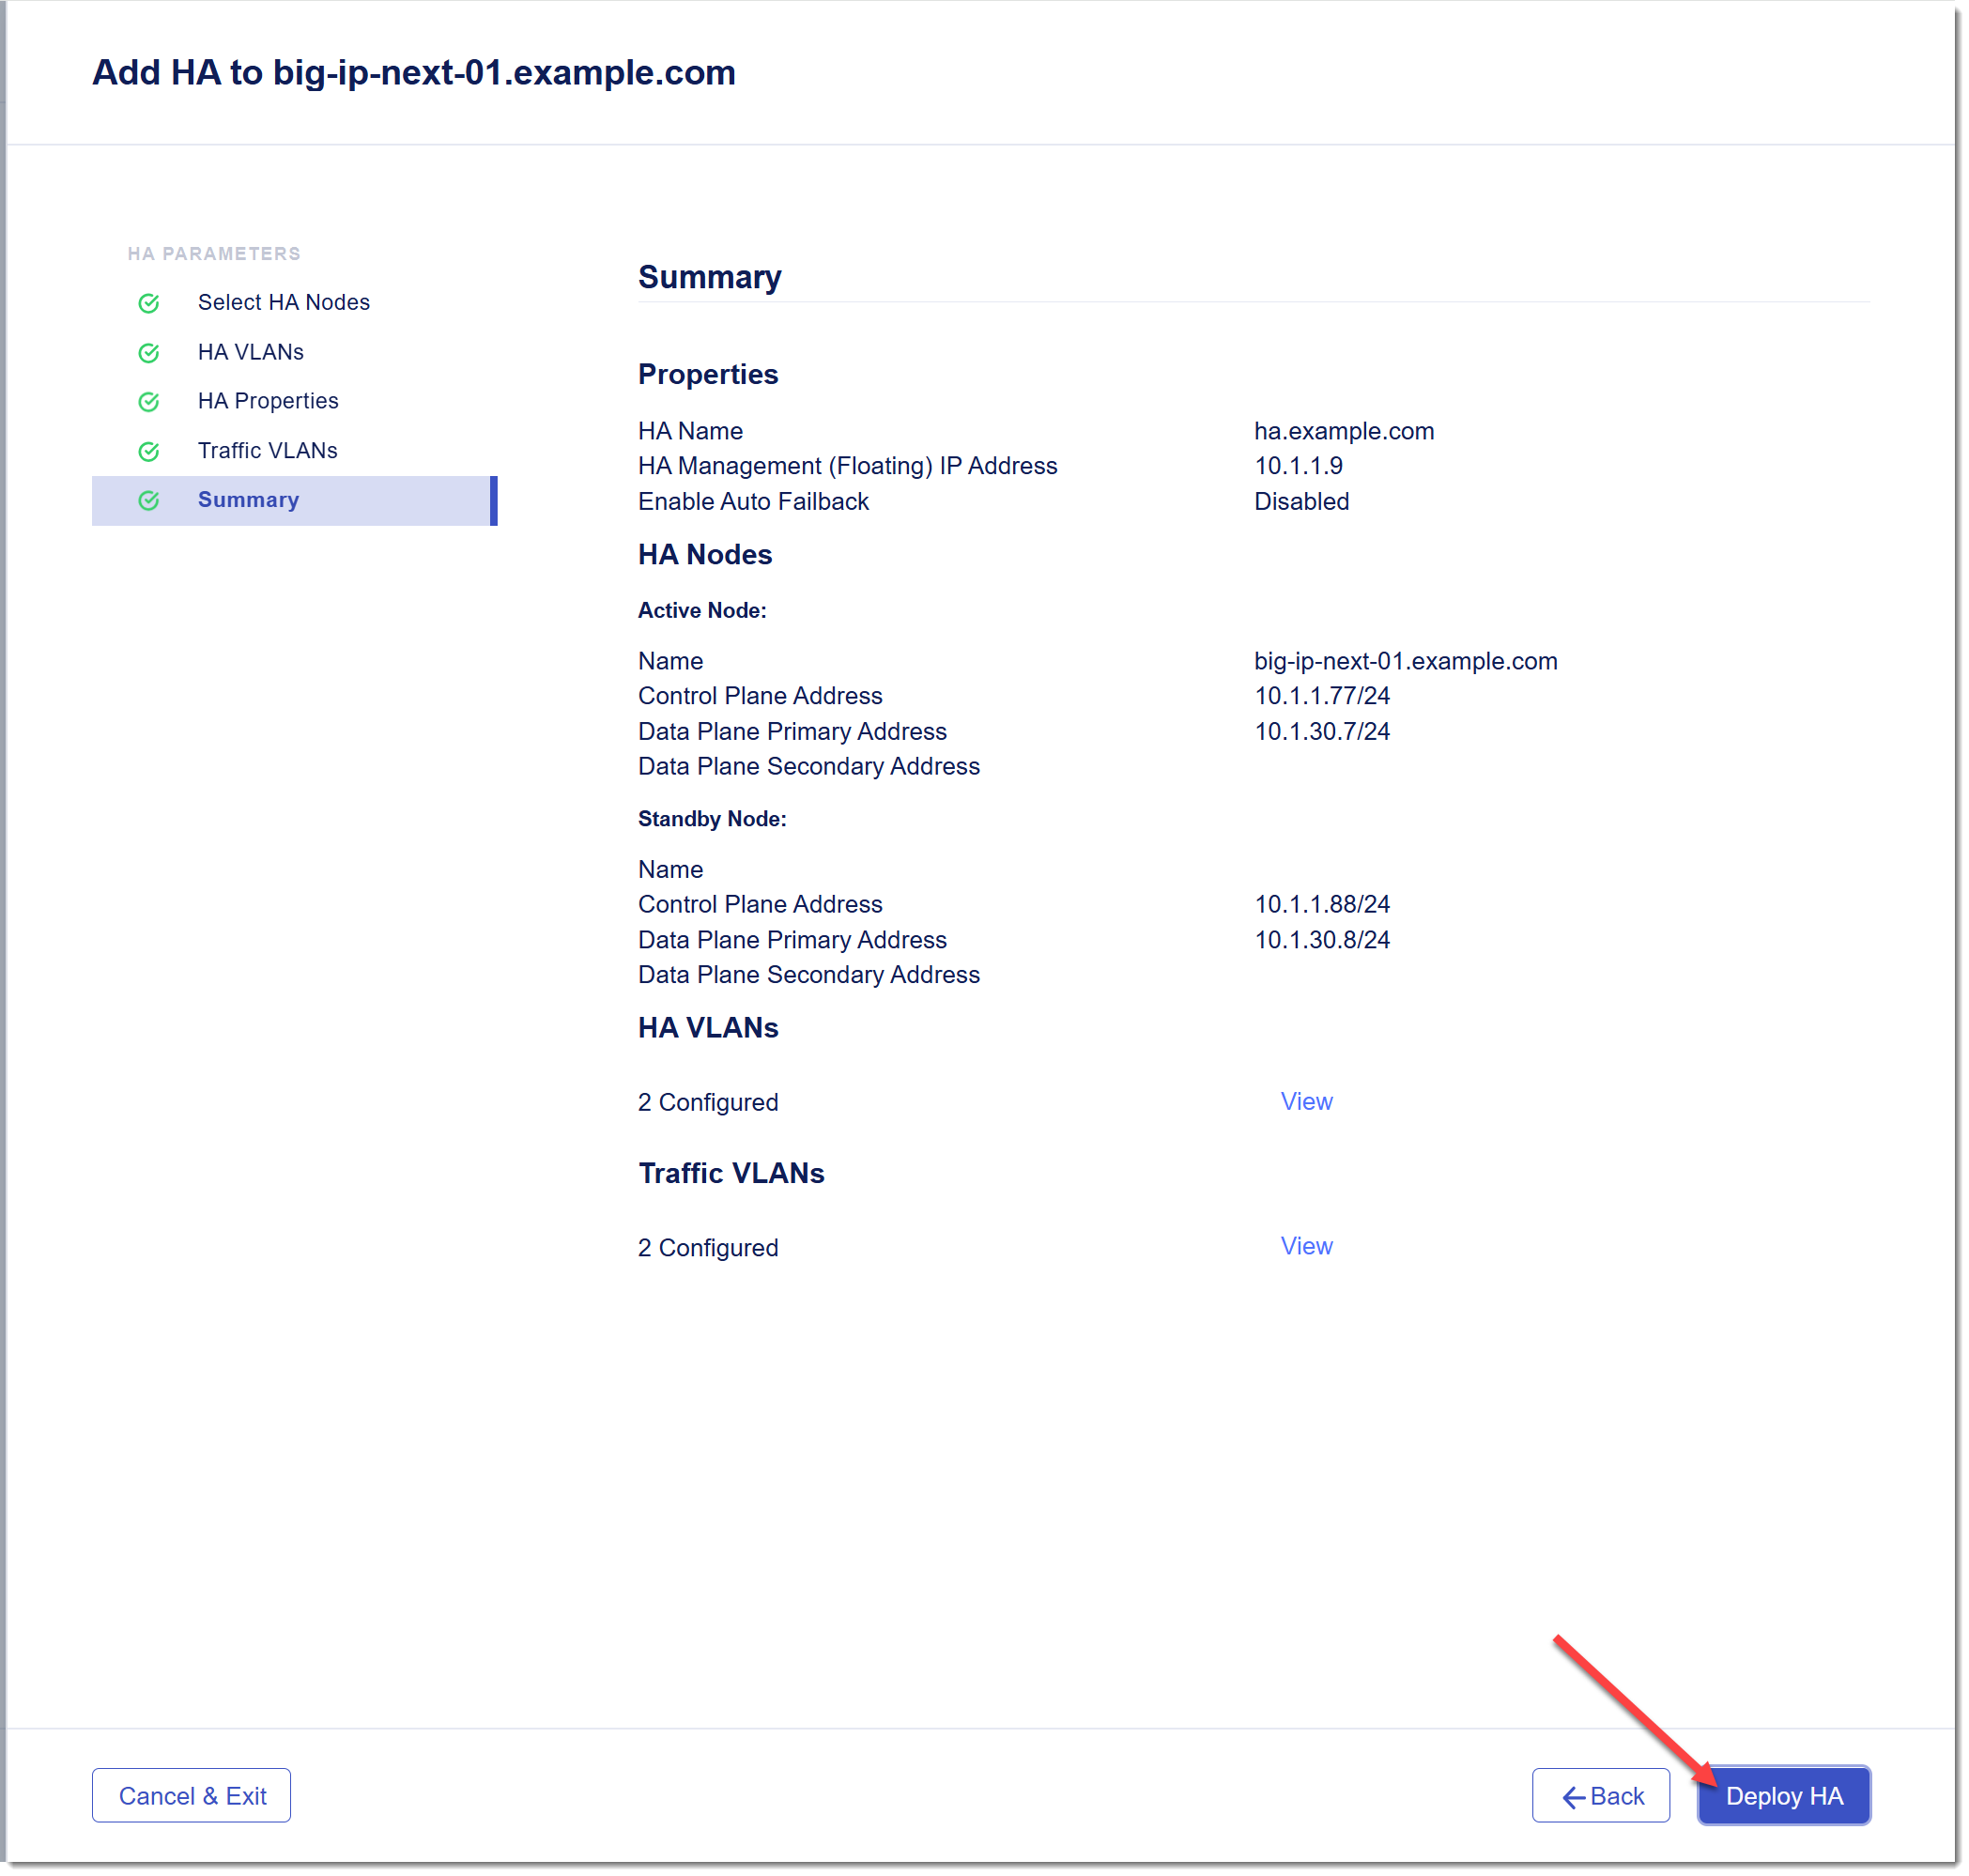 Add HA to big-ip-next-01.example.com
HA PARAMETERS
Select HA Nodes
HA VLANs
HA Properties
Traffic VLANs
Summary
Summary
Properties
HA Name ha.example.com
HA Management (Floating) IP Address 10.1.1.9
Enable Auto Failback Disabled
HA Nodes
Active Node:
Name big-ip-next-01.example.com
Control Plane Address 10.1.1.77/24
Data Plane Primary Address 10.1.30.7/24
Data Plane Secondary Address
Standby Node:
Name
Control Plane Address 10.1.1.88/24
Data Plane Primary Address 10.1.30.8/24
Data Plane Secondary Address
HA VLANs
2 Configured View
Traffic VLANs
2 Configured View
Cancel & Exit Back Deploy HA